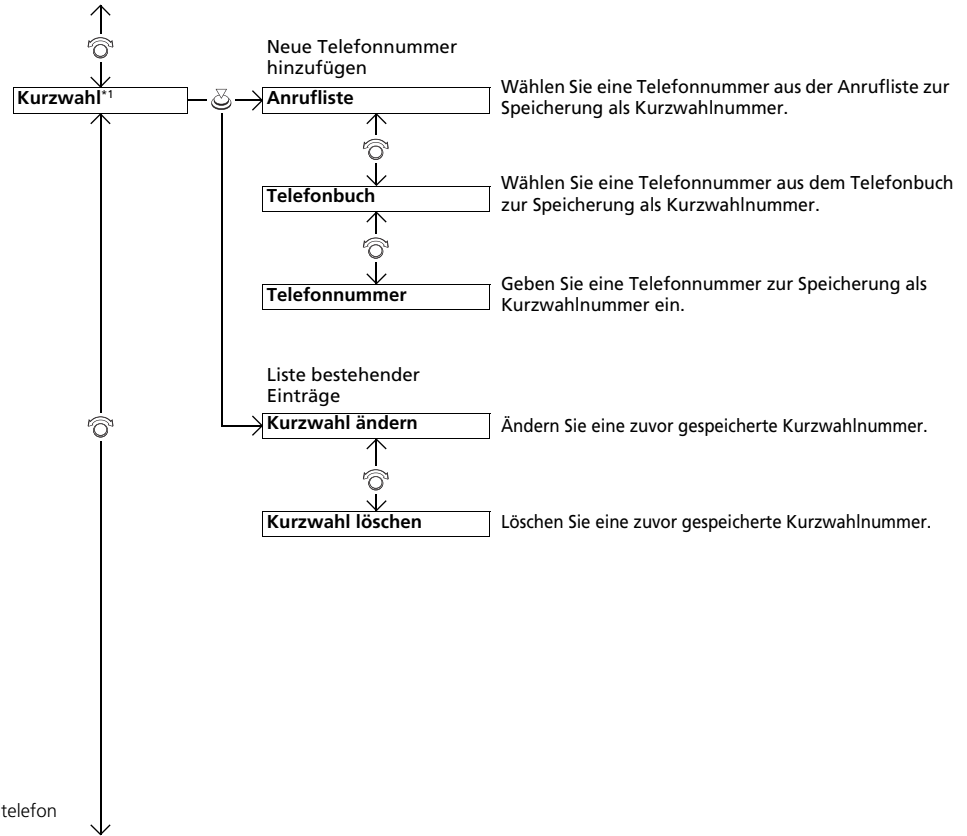 Neue Telefonnummer
hinzufügen
Kurzwahl*1
Anrufliste
Wählen Sie eine Telefonnummer aus der Anrufliste zur
Speicherung als Kurzwahlnummer.
Telefonbuch
Wählen Sie eine Telefonnummer aus dem Telefonbuch
zur Speicherung als Kurzwahlnummer.
Telefonnummer
Geben Sie eine Telefonnummer zur Speicherung als
Kurzwahlnummer ein.
Liste bestehender
Einträge
Kurzwahl ändern
Ändern Sie eine zuvor gespeicherte Kurzwahlnummer.
Kurzwahl löschen
Löschen Sie eine zuvor gespeicherte Kurzwahlnummer.
telefon